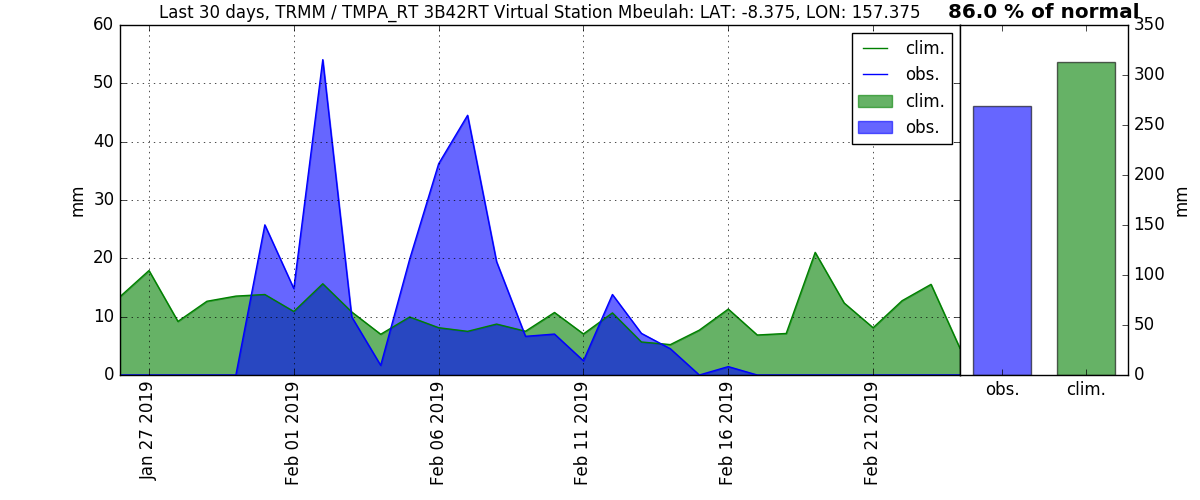 Last 30 days, TRMM / TMPA_RT 3B42RT Virtual Station Mbeulah: LAT: -8.375, LON: 157.375
86.0 % of normal
60
50
40
30
20
10
0
mm
clim.
obs.
clim.
obs.
Jan 27 2019
Feb 01 2019
Feb 06 2019
Feb 11 2019
Feb 16 2019
Feb 21 2019
350
300
250
200
150
100
50
0
mm
obs.
clim.